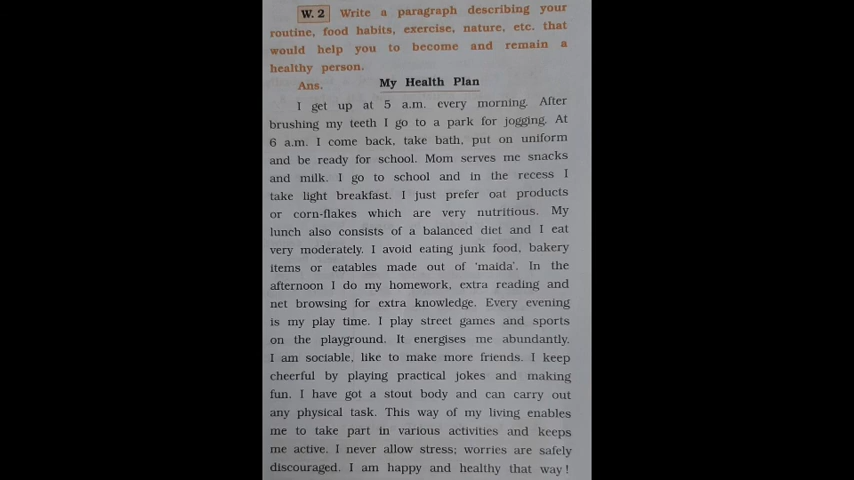 W. 2 Write a paragraph describing your
routine, food habits, exercise, nature, etc. that
would help you to become and remain a
healthy person.
Ans. My Health Plan
I get up at 5 a.m. every morning. After
brushing my teeth I go to a park for jogging. At
6 a.m. I come back, take bath, put on uniform
and be ready for school. Mom serves me snacks
and milk. I go to school and in the recess I
take light breakfast. I just prefer oat products
or corn-flakes which are very nutritious. My
lunch also consists of a balanced diet and I eat
very moderately. I avoid eating junk food, bakery
items or eatables made out of 'maida'. In the
afternoon I do my homework, extra reading and
net browsing for extra knowledge. Every evening
is my play time. I play street games and sports
on the playground. It energises me abundantly.
I am sociable, like to make more friends. I keep
cheerful by playing practical jokes and making
fun. I have got a stout body and can carry out
any physical task. This way of my living enables
me to take part in various activities and keeps
me active. I never allow stress; worries are safely
discouraged. I am happy and healthy that way!